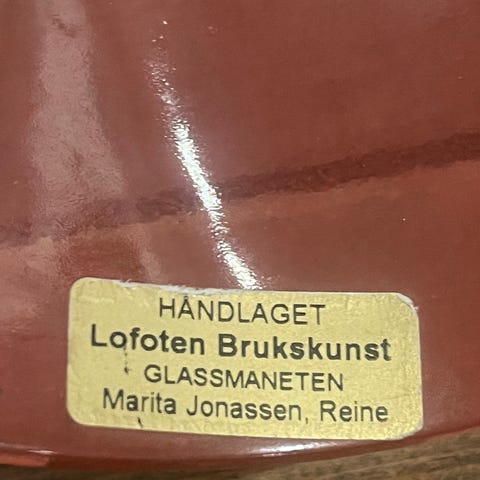 HÅNDLAGET
Lofoten Brukskunst
GLASSMANETEN
Marita Jonassen, Reine